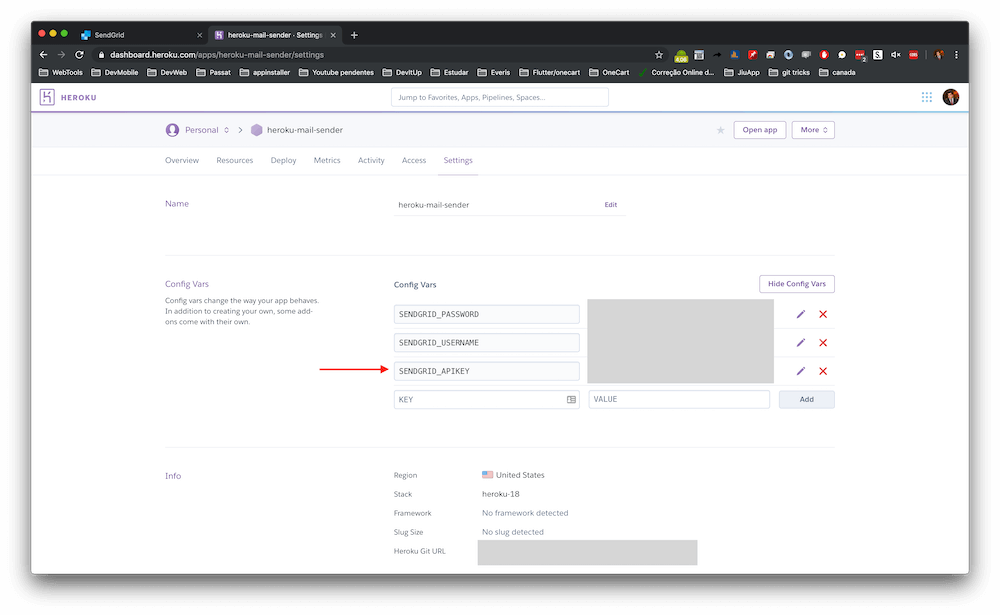 SendGrid
heroku-mail-sender · Settings
dashboard.heroku.com/apps/heroku-mail-sender/settings
WebTools DevMobile DevWeb Passat appinstaller Youtube pendentes DevitUp Estudar Everis Flutter/onecart OneCart Correção Online d... JiuApp git tricks canada
HEROKU
Jump to Favorites, Apps, Pipelines, Spaces...
Personal heroku-mail-sender
Open app
More
Overview Resources Deploy Metrics Activity Access Settings
Name
heroku-mail-sender
Edit
Config Vars
Config vars change the way your app behaves.
In addition to creating your own, some add-
ons come with their own.
Config Vars
Hide Config Vars
SENDGRID_PASSWORD
SENDGRID_USERNAME
SENDGRID_APIKEY
KEY
VALUE
Add
Info
Region United States
Stack heroku-18
Framework No framework detected
Slug Size No slug detected
Heroku Git URL